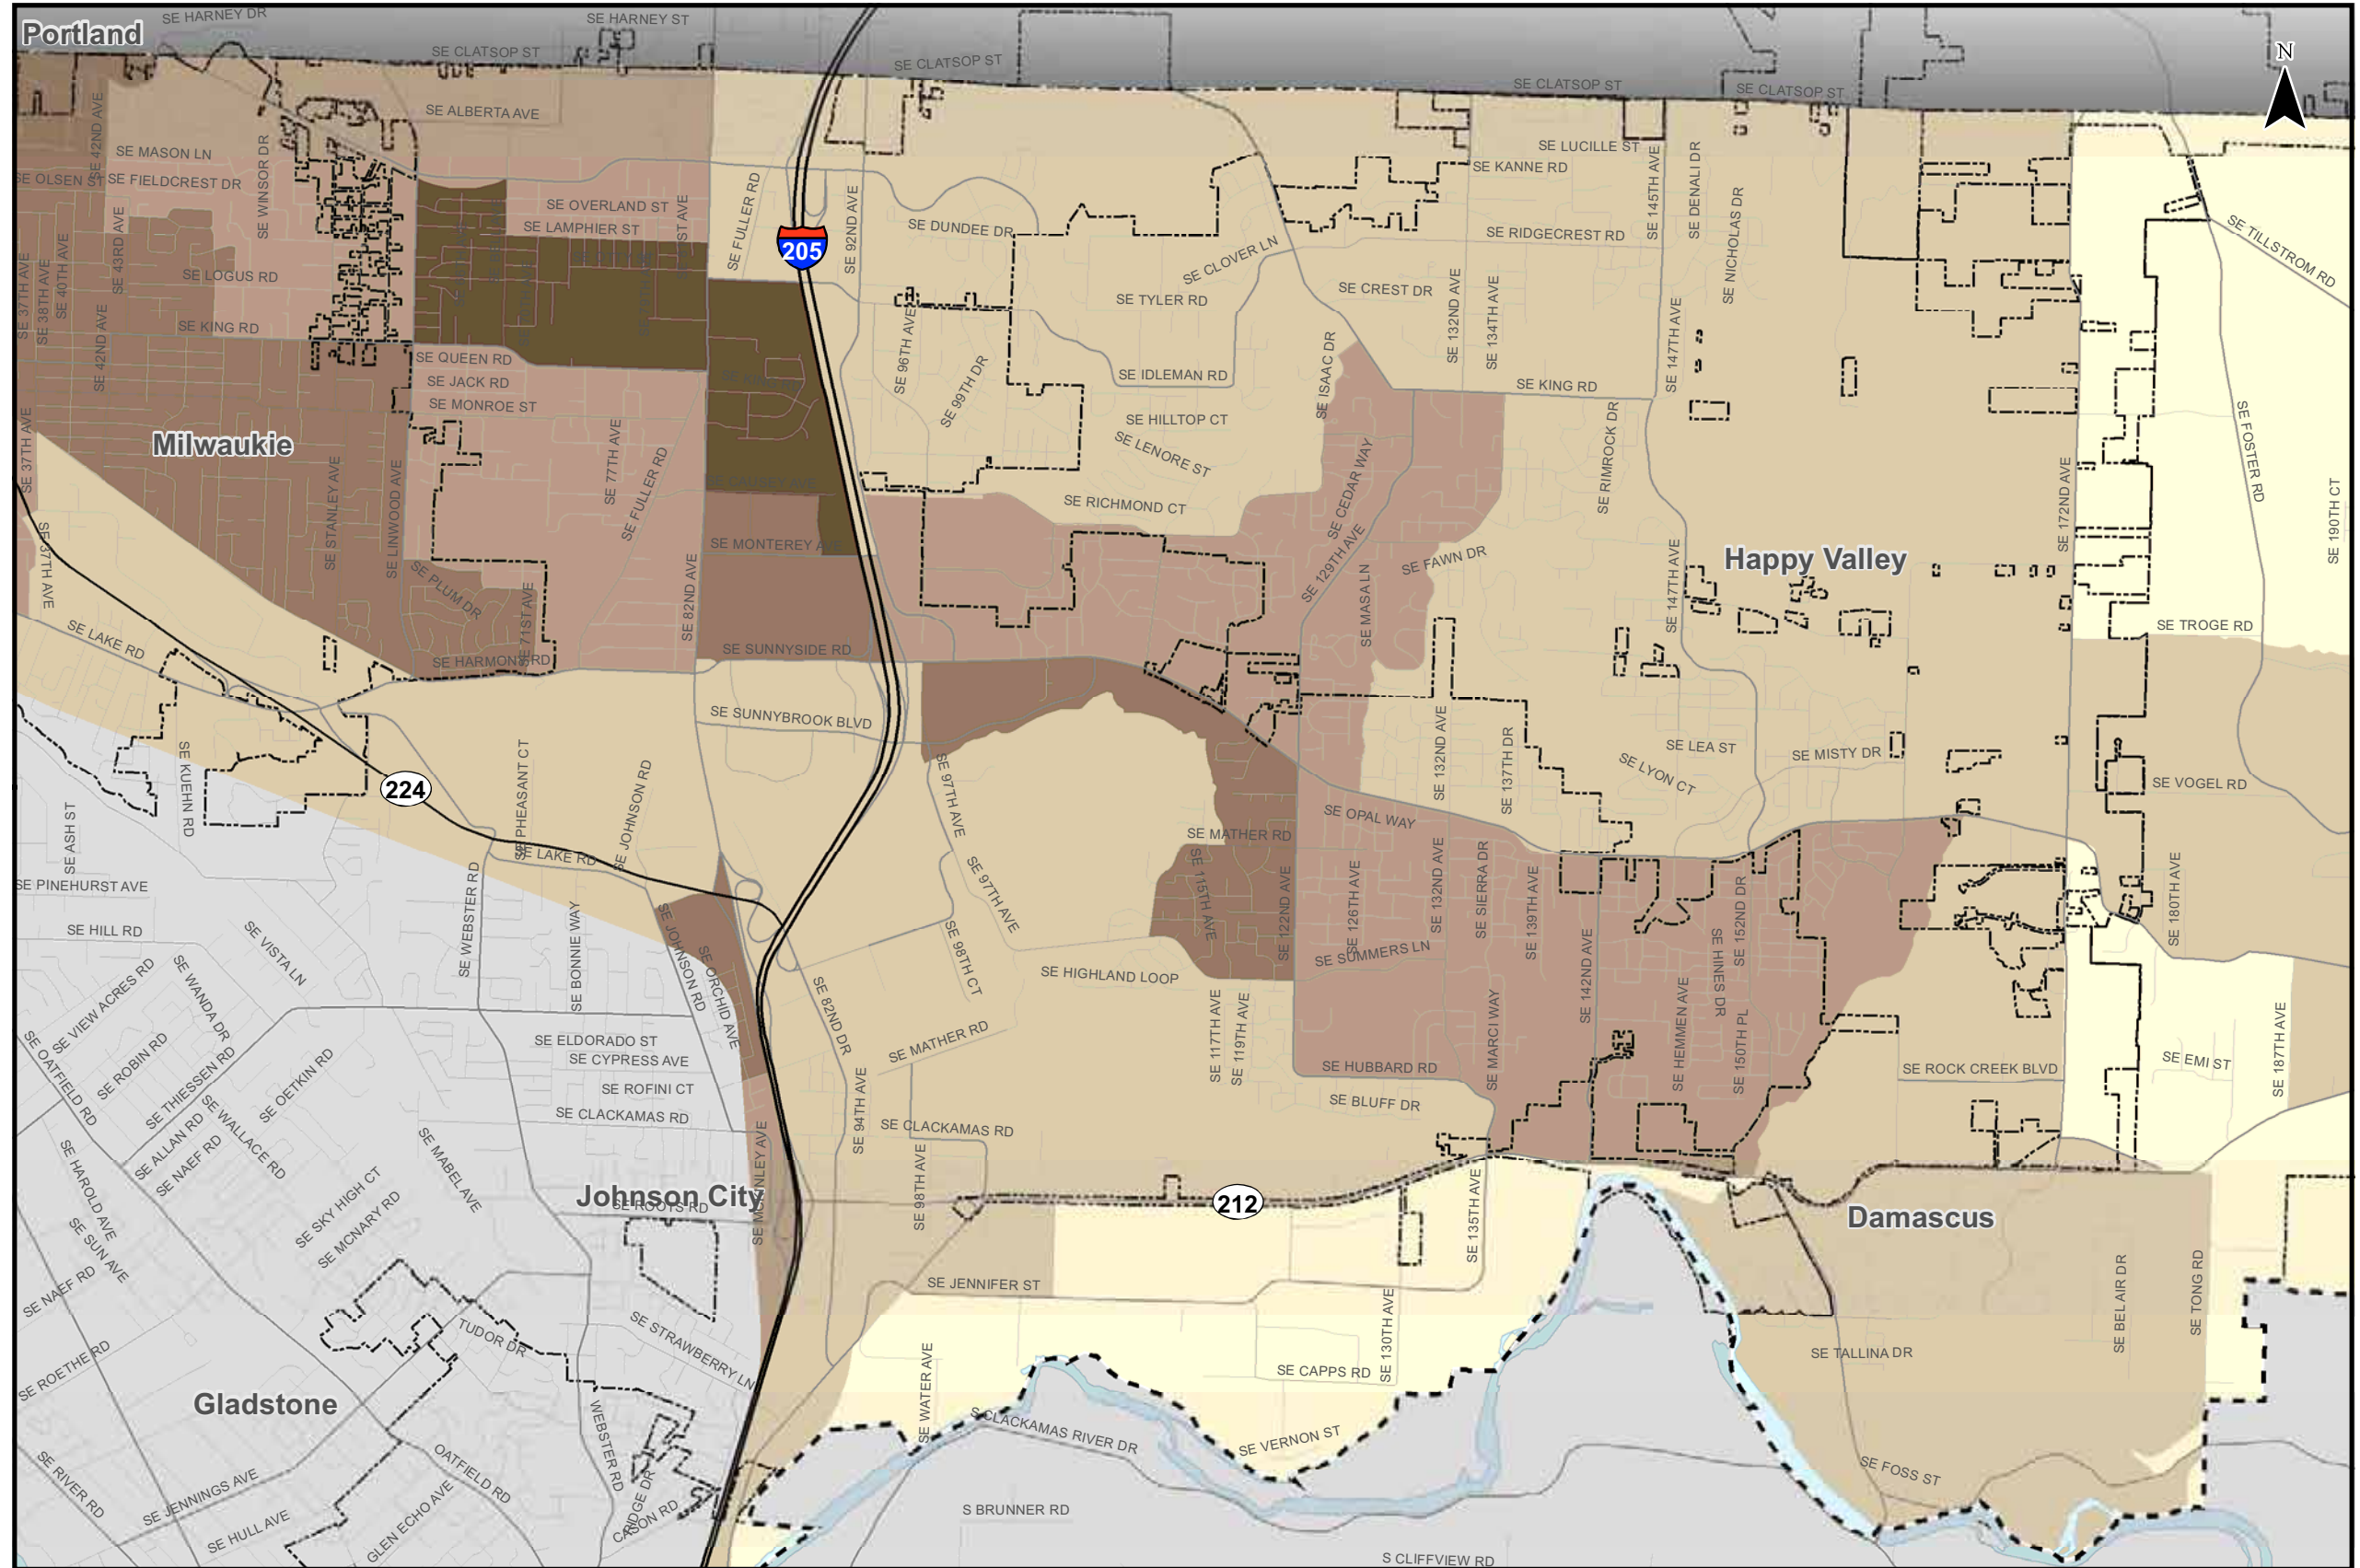 SE HARNEY DR
SE HARNEY ST
Portland
SE CLATSOP ST
SE CLATSOP ST
SE CLATSOP ST
SE CLATSOP ST
N
SE ALBERTA AVE
SE 42ND AVE
SE MASON LN
SE WINSOR DR
SE LUCILLE ST
SE KANNE RD
SE 145TH AVE
SE DENALI DR
SE OLSEN ST
SE FIELDCREST DR
SE OVERLAND ST
SE FULLER RD
SE 92ND AVE
SE NICHOLAS DR
SE 43RD AVE
SE LAMPHIER ST
SE DUNDEE DR
SE RIDGECREST RD
SE TILLSTROM RD
205
SE CLOVER LN
SE 37TH AVE
SE 38TH AVE
SE 40TH AVE
SE LOGUS RD
SE CREST DR
SE TYLER RD
SE 132ND AVE
SE 134TH AVE
SE 147TH AVE
SE KING RD
SE 42ND AVE
SE 96TH AVE
SE 99TH DR
SE ISAAC DR
SE QUEEN RD
SE JACK RD
SE KING RD
SE IDLEMAN RD
SE KING RD
SE MONROE ST
SE HILLTOP CT
SE RIMROCK DR
SE FOSTER RD
SE 37TH AVE
Milwaukie
SE 77TH AVE
SE FULLER RD
SE LENORE ST
SE CEDAR WAY
SE STANLEY AVE
SE LINWOOD AVE
SE CAUSEY AVE
SE RICHMOND CT
SE 172ND AVE
SE 190TH CT
SE 37TH AVE
SE MONTEREY AVE
SE 129TH AVE
SE FAWN DR
Happy Valley
SE 147TH AVE
SE PLUM DR
SE 71ST AVE
SE 82ND AVE
SE MASA LN
SE LAKE RD
SE TROGE RD
SE HARMONY RD
SE SUNNYSIDE RD
SE SUNNYBROOK BLVD
SE KUEHN RD
SE PHEASANT CT
SE JOHNSON RD
SE 97TH AVE
SE 132ND AVE
SE 137TH DR
SE LEA ST
SE MISTY DR
SE LYON CT
SE VOGEL RD
224
SE ASH ST
SE OPAL WAY
SE MATHER RD
SE LAKE RD
SE PINEHURST AVE
SE WEBSTER RD
SE 97TH AVE
SE 115TH AVE
SE 122ND AVE
SE 126TH AVE
SE 132ND AVE
SE SIERRA DR
SE 139TH AVE
SE 152ND DR
SE 180TH AVE
SE HILL RD
SE VISTA LN
SE BONNIE WAY
SE JOHNSON RD
SE ORCHID AVE
SE 98TH CT
SE SUMMERS LN
SE 142ND AVE
SE HINES DR
SE VIEW ACRES RD
SE WANDA DR
SE 82ND DR
SE HIGHLAND LOOP
SE 117TH AVE
SE 119TH AVE
SE MARCI WAY
SE HEMMEN AVE
SE 150TH PL
SE 187TH AVE
SE OATFIELD RD
SE ROBIN RD
SE THIESSEN RD
SE OETKIN RD
SE ELDORADO ST
SE CYPRESS AVE
SE MATHER RD
SE ROFINI CT
SE HUBBARD RD
SE ROCK CREEK BLVD
SE EMI ST
SE WALLACE RD
SE CLACKAMAS RD
SE 94TH AVE
SE CLACKAMAS RD
SE BLUFF DR
SE ALLAN RD
SE NAEF RD
SE HAROLD AVE
SE MABEL AVE
SE MCKINLEY AVE
SE 98TH AVE
SE 135TH AVE
SE SKY HIGH CT
SE MCNIARY RD
Johnson City
SE ROOTS RD
212
Damascus
SE SUN AVE
SE NAEF RD
SE JENNIFER ST
SE 130TH AVE
SE BEL AIR DR
SE TONG RD
SE ROETHE RD
TUDOR DR
SE STRAWBERRY LN
SE WATER AVE
SE CAPPS RD
SE TALLINA DR
Gladstone
WEBSTER RD
S CLACKAMAS RIVER DR
SE VERNON ST
SE RIVER RD
SE JENNINGS AVE
OATFIELD RD
RIDGE DR
SE FOSS ST
SE HULL AVE
GLEN ECHO AVE
CASON RD
S BRUNNER RD
S CLIFFVIEW RD